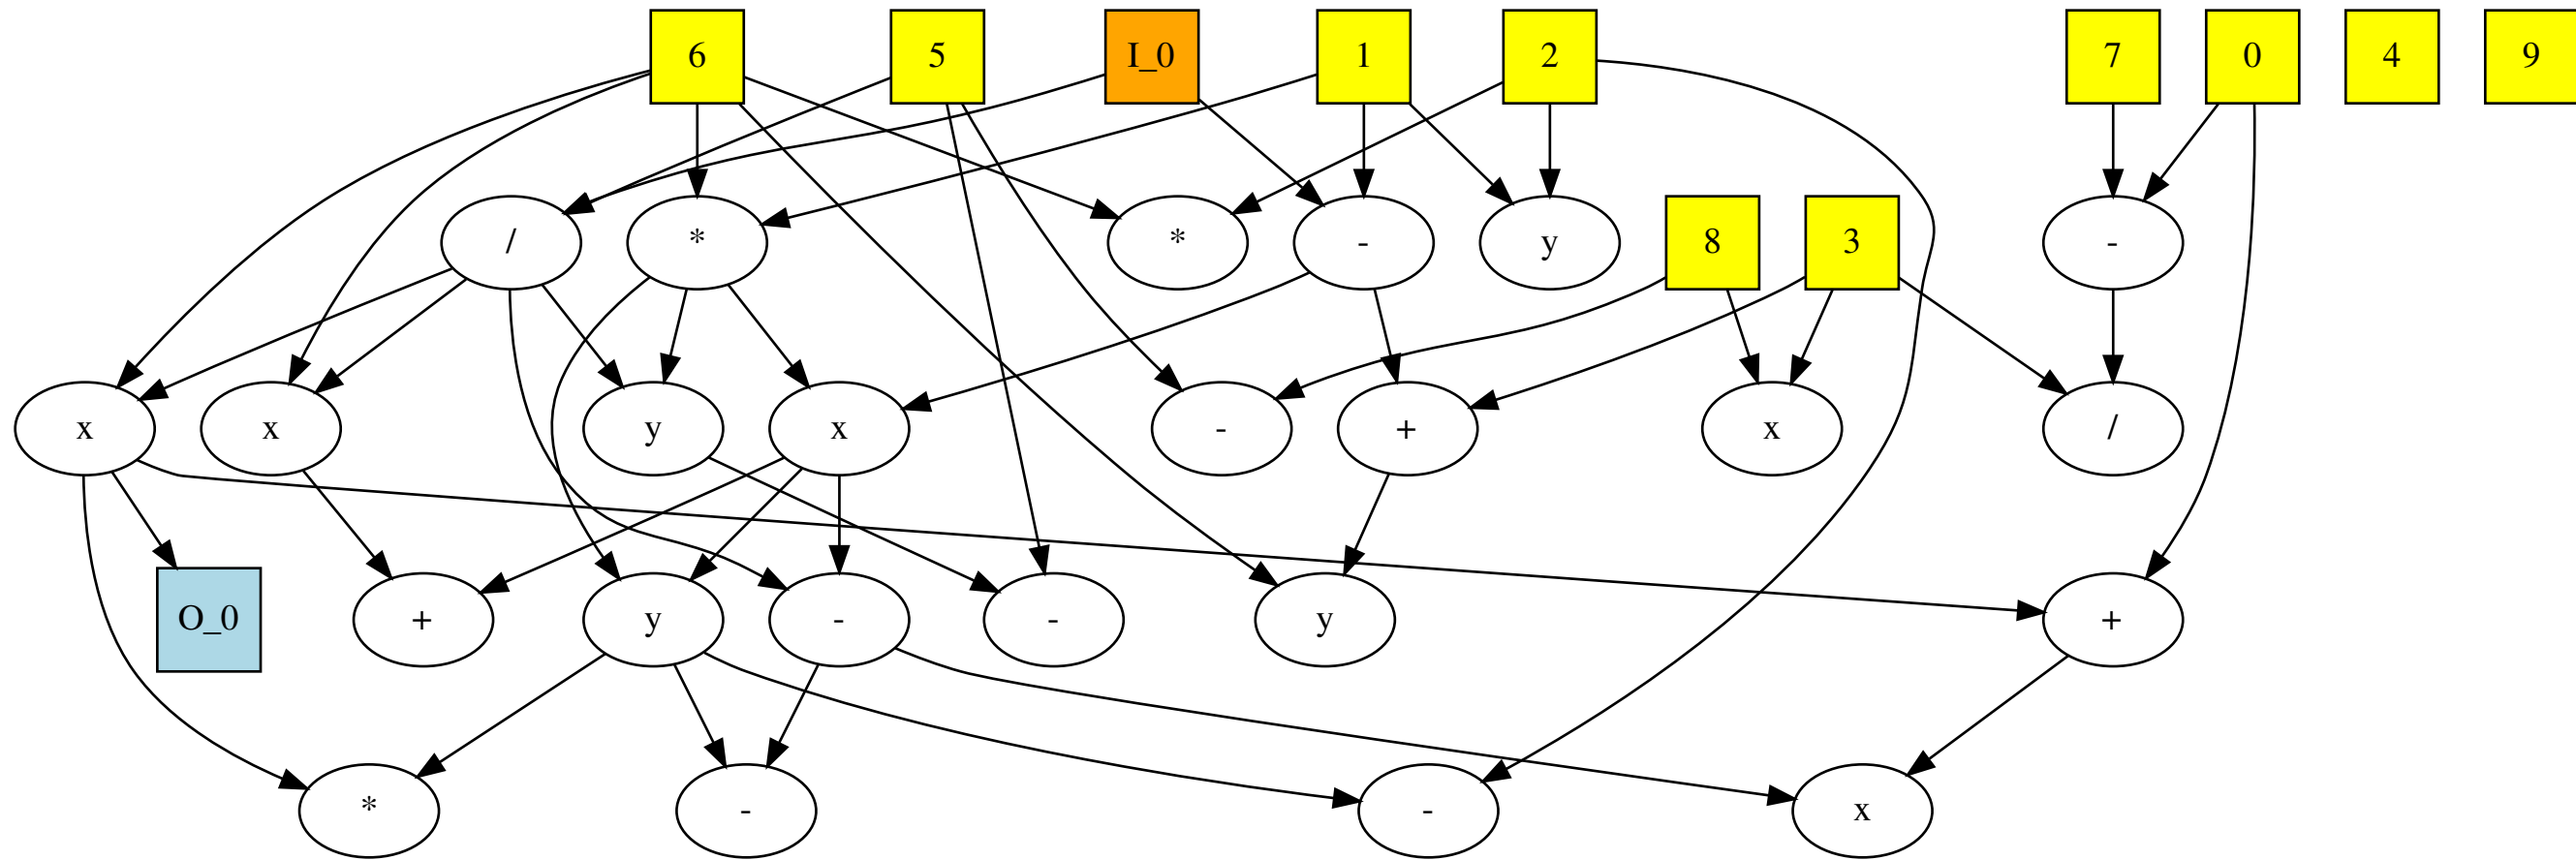 6 5 I_0 1 2 7 0 4 9
/ * * - y 8 3 -
x x y x - + x /
O_0 + y - - y +
* - - x